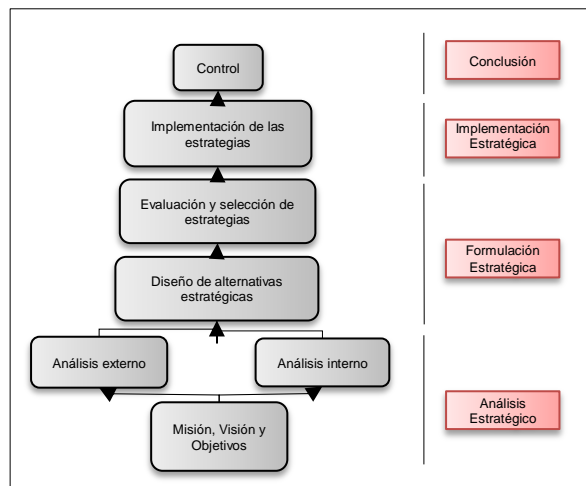 Control
Conclusión
Implementación de las
estrategias
Implementación
Estratégica
Evaluación y selección de
estrategias
Formulación
Estratégica
Diseño de alternativas
estratégicas
Análisis externo
Análisis interno
Análisis
Estratégico
Misión, Visión y
Objetivos